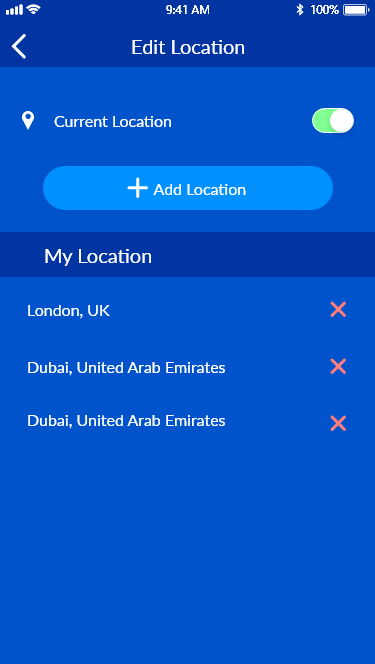 9:41 AM 100%
Edit Location
Current Location
Add Location
My Location
London, UK
Dubai, United Arab Emirates
Dubai, United Arab Emirates